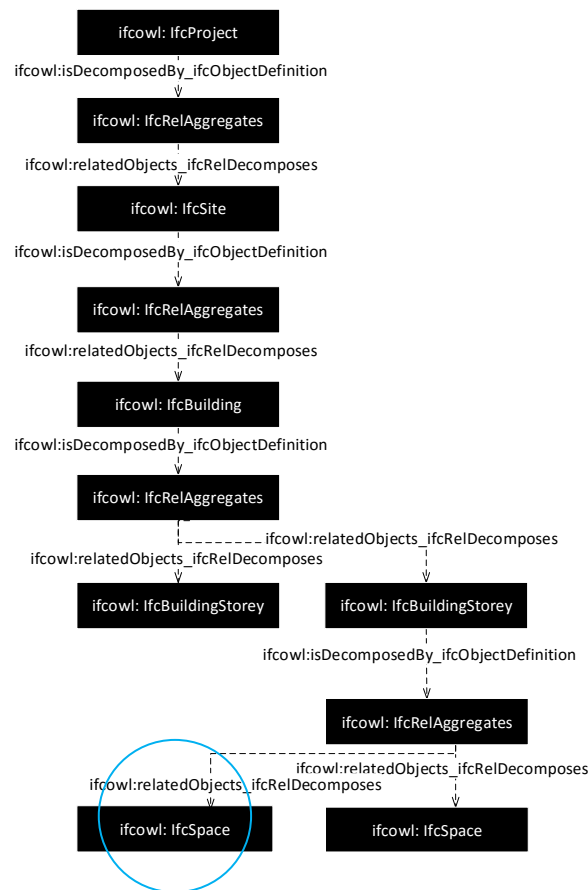 ifcowl: IfcProject
ifcowl:isDecomposedBy_ifcObjectDefinition
ifcowl: IfcRelAggregates
ifcowl:relatedObjects_ifcRelDecomposes
ifcowl: IfcSite
ifcowl:isDecomposedBy_ifcObjectDefinition
ifcowl: IfcRelAggregates
ifcowl:relatedObjects_ifcRelDecomposes
ifcowl: IfcBuilding
ifcowl:isDecomposedBy_ifcObjectDefinition
ifcowl: IfcRelAggregates
ifcowl:relatedObjects_ifcRelDecomposes
ifcowl:relatedObjects_ifcRelDecomposes
ifcowl: IfcBuildingStorey
ifcowl: IfcBuildingStorey
ifcowl:isDecomposedBy_ifcObjectDefinition
ifcowl: IfcRelAggregates
ifcowl:relatedObjects_ifcRelDecomposes
ifcowl:relatedObjects_ifcRelDecomposes
ifcowl: IfcSpace
ifcowl: IfcSpace